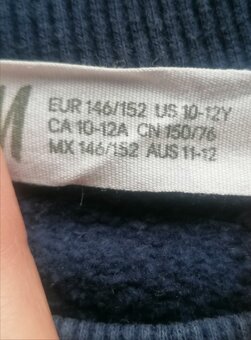 EUR 146/152 US 10-12Y
CA 10-12A CN 150/76
MX 146/152 AUS 11-12